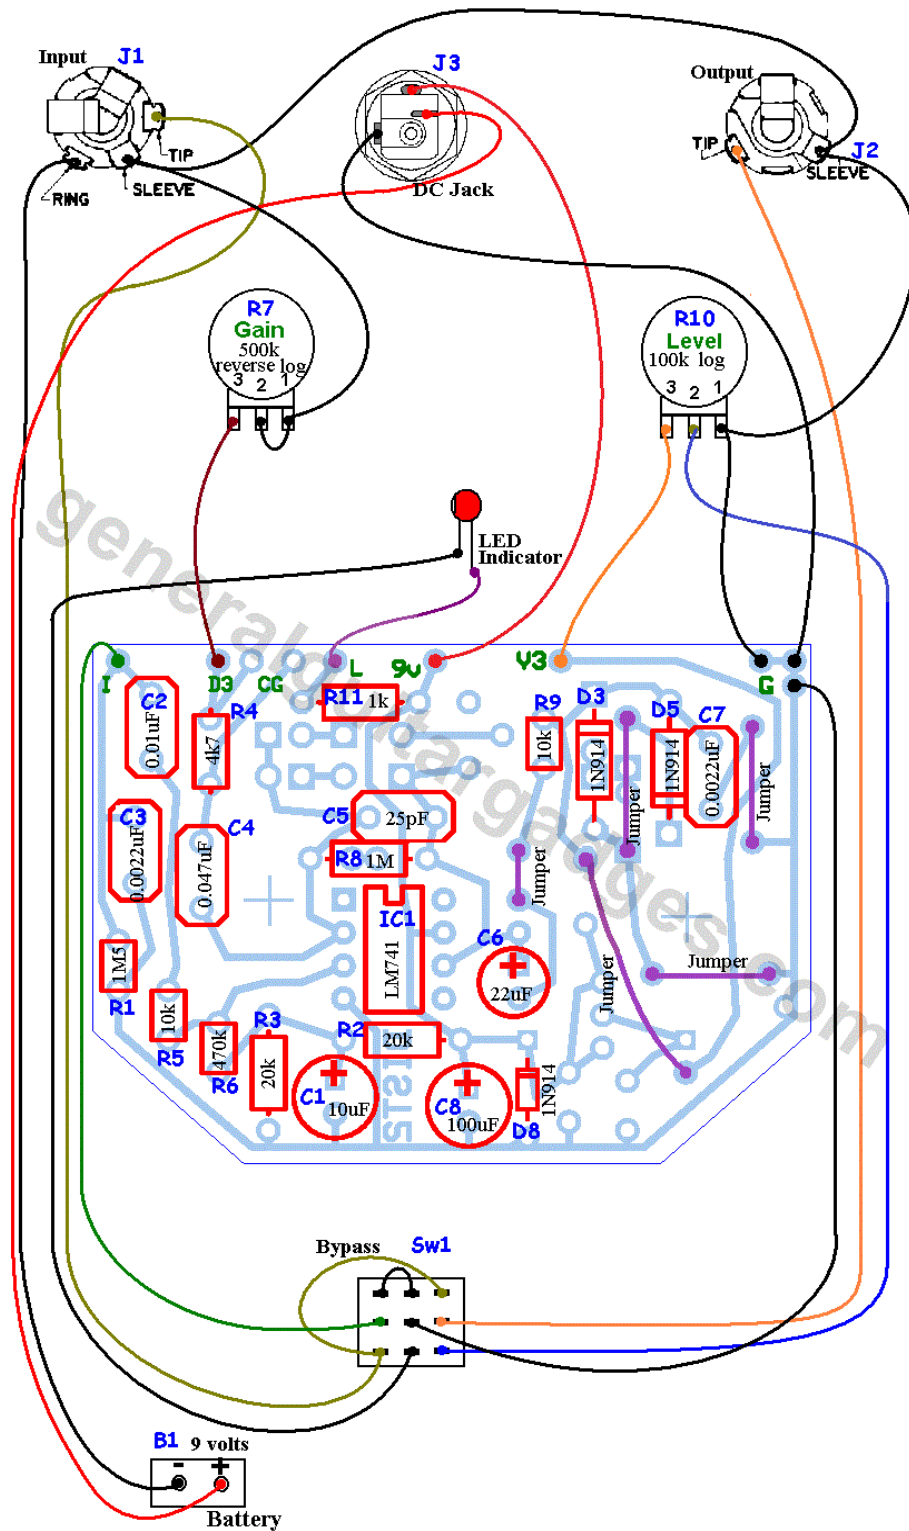 Input
J1
TIP
SLEEVE
RING
J3
DC Jack
Output
TIP
J2
SLEEVE
R7
Gain
500k
reverse log
3 2 1
R10
Level
100k log
3 2 1
LED
Indicator
generalguitargadges.com
I
D3
CG
L
9v
V3
G
C2
0.01uF
R4
4k7
R11
1k
R9
10k
D3
1N914
D5
1N914
C7
0.0022uF
Jumper
Jumper
C3
0.0022uF
C4
0.047uF
C5
25pF
R8
1M
Jumper
IC1
LM741
C6
22uF
Jumper
Jumper
1M5
R1
10k
R5
470k
R6
R3
20k
R2
20k
C1
10uF
C8
100uF
1N914
D8
Bypass
Sw1
B1
9 volts
- +
Battery